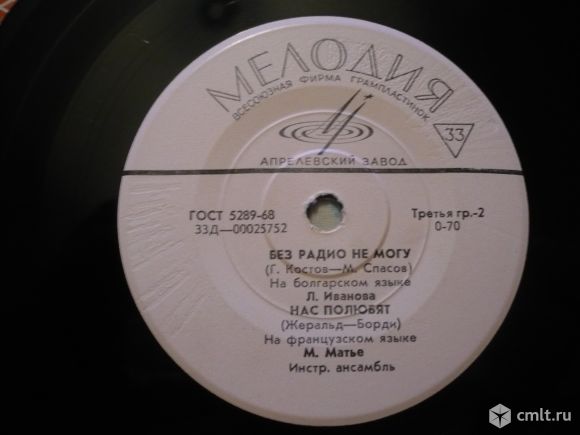 МЕЛОДИЯ
ВСЕСОЮЗНАЯ ФИРМА ГРАМПЛАСТИНОК
33
АПРЕЛЕВСКИЙ ЗАВОД
ГОСТ 5289-68
33Д—00025752
Третья гр.-2
0-70
БЕЗ РАДИО НЕ МОГУ
(Г. Костов—М. Спасов)
На болгарском языке
Л. Иванова
НАС ПОЛЮБЯТ
(Жеральд—Борди)
На французском языке
М. Матье
Инстр. ансамбль
cmlt.ru